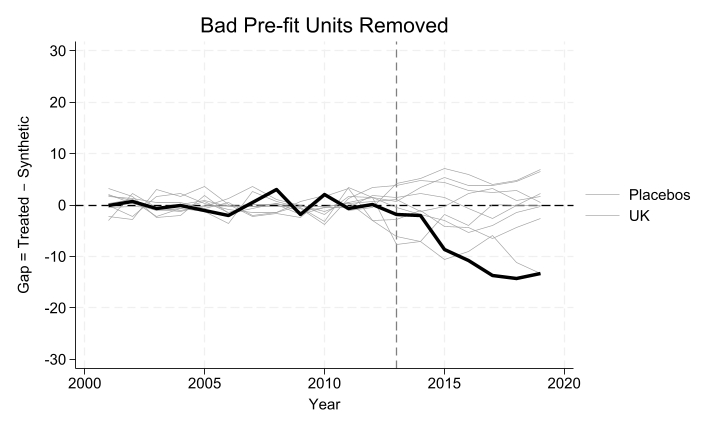 Bad Pre-fit Units Removed
30
20
10
0
-10
-20
-30
Gap = Treated − Synthetic
2000
2005
2010
2015
2020
Year
Placebos
UK